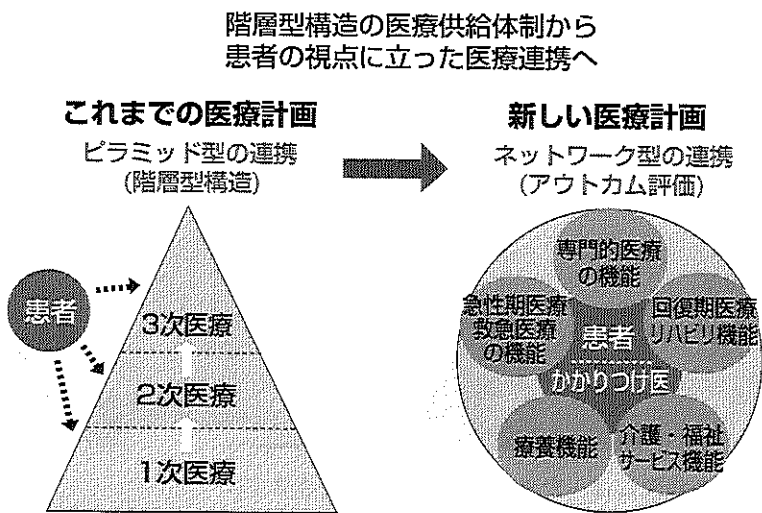 階層型構造の医療供給体制から
患者の視点に立った医療連携へ
これまでの医療計画
ピラミッド型の連携
(階層型構造)
患者
3次医療
2次医療
1次医療
新しい医療計画
ネットワーク型の連携
(アウトカム評価)
専門的医療
の機能
急性期医療
救急医療
の機能
回復期医療
リハビリ機能
患者
かかりつけ医
療養機能
介護・福祉
サービス機能